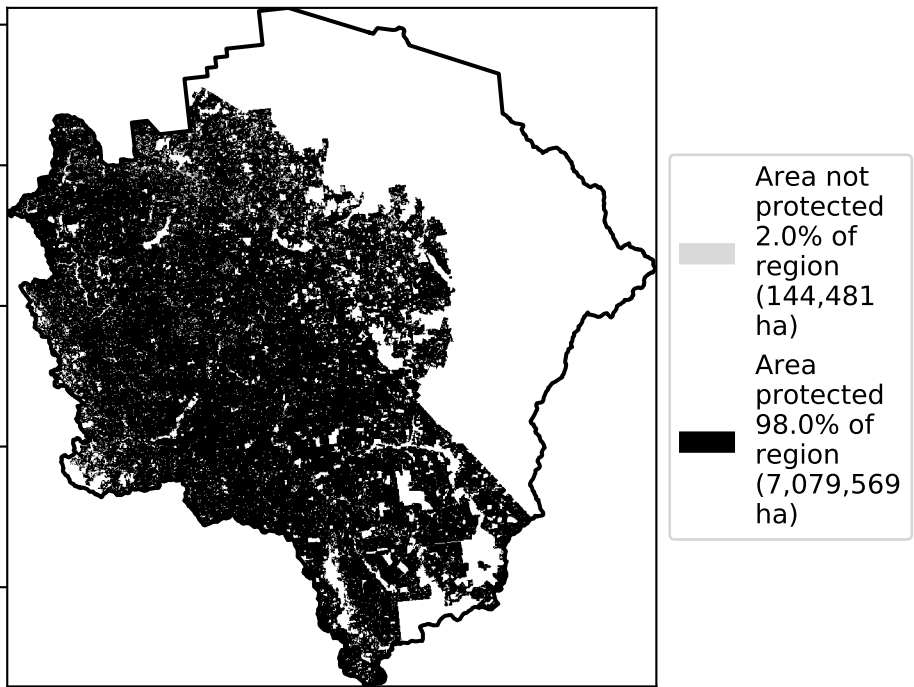 Area not
protected
2.0% of
region
(144,481
ha)
Area
protected
98.0% of
region
(7,079,569
ha)